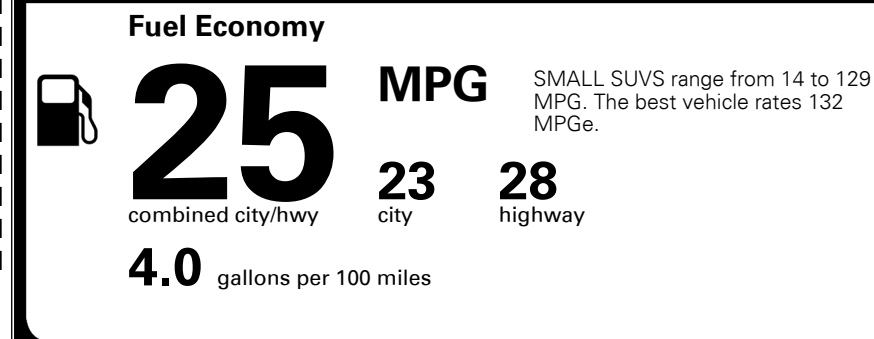 Fuel Economy
25
MPG
SMALL SUVS range from 14 to 129
MPG. The best vehicle rates 132
MPGe.
combined city/hwy
23
city
28
highway
4.0 gallons per 100 miles